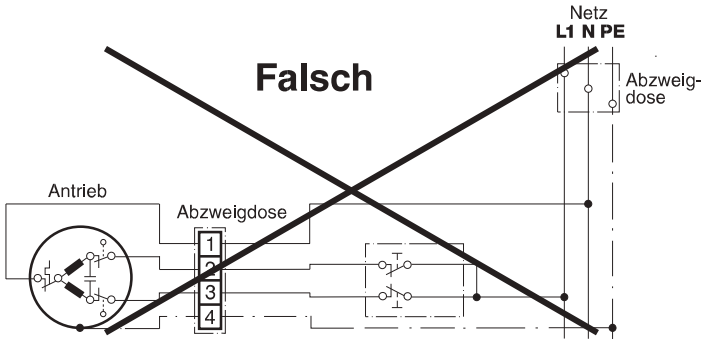 Netz
L1 N PE
Falsch
Abzweig-
dose
Antrieb
Abzweigdose
1
2
3
4